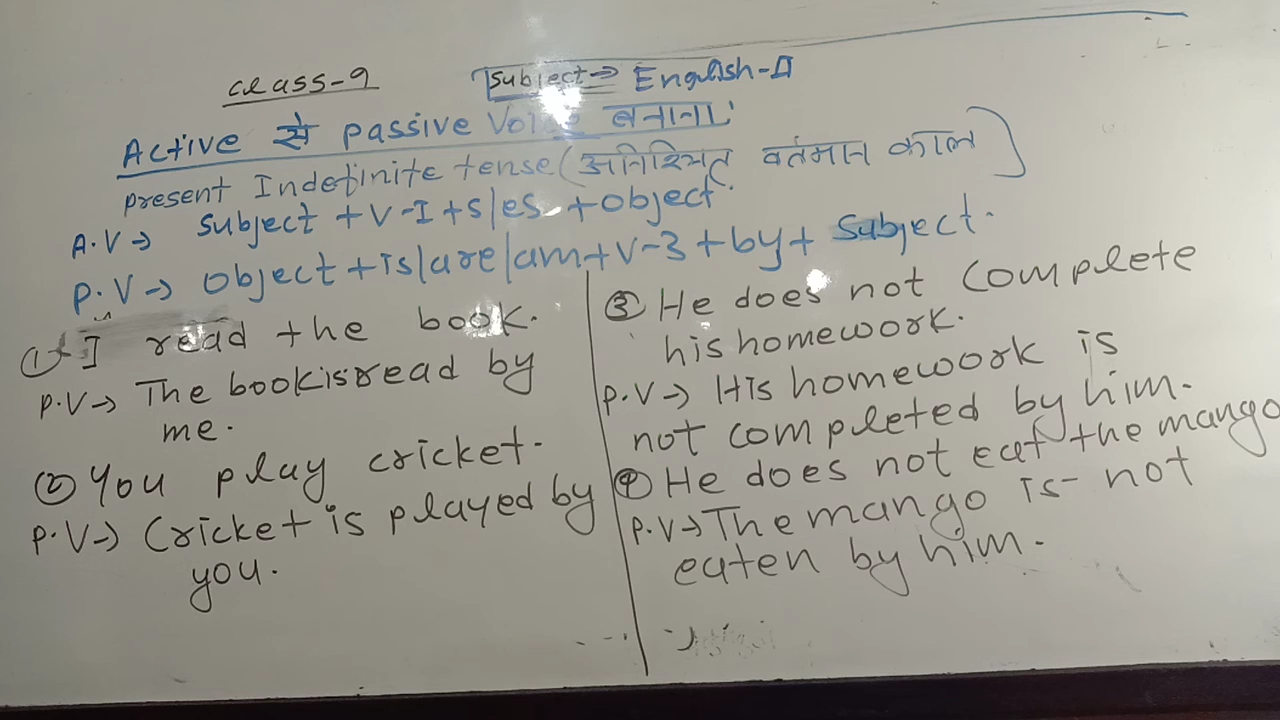 Class-9 Subject→ English-II
Active से passive Voice बनाना:
present Indefinite tense (अनिश्चित वर्तमान काल)
A.V→ Subject + V-I + s/es + object.
P.V→ Object + is/are/am + V-3 + by + Subject.
① I read the book.
P.V→ The book is read by
me.
② You play cricket.
P.V→ Cricket is played by
you.
③ He does not complete
his homework.
P.V→ His homework is
not completed by him.
④ He does not eat the mango
P.V→ The mango is not
eaten by him.